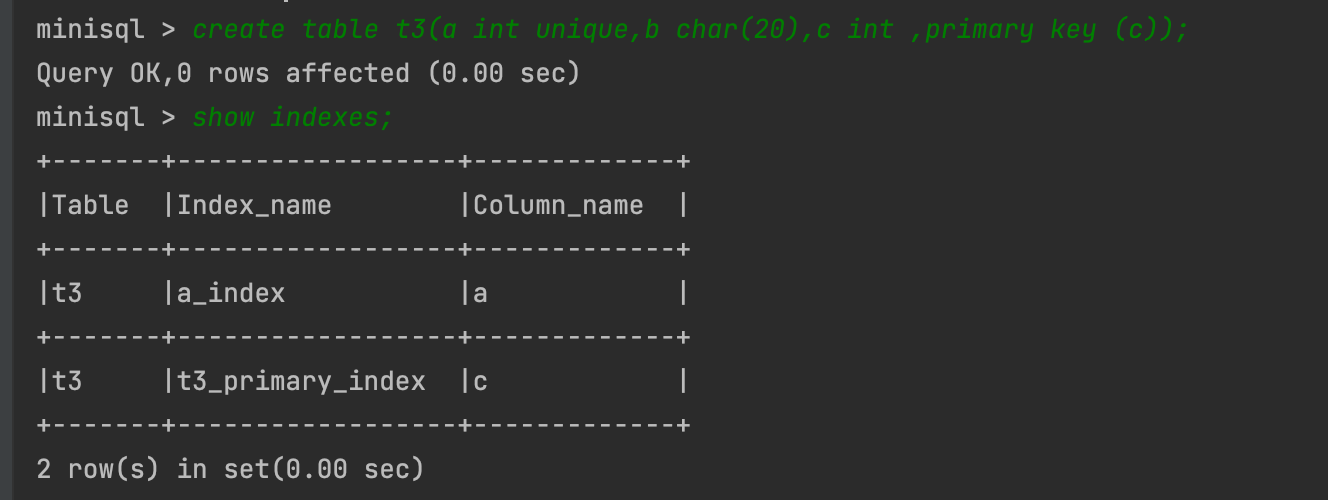 minisql > create table t3(a int unique,b char(20),c int ,primary key (c));
Query OK,0 rows affected (0.00 sec)
minisql > show indexes;
+-------+------------------+-------------+
|Table  |Index_name        |Column_name  |
+-------+------------------+-------------+
|t3     |a_index           |a            |
+-------+------------------+-------------+
|t3     |t3_primary_index  |c            |
+-------+------------------+-------------+
2 row(s) in set(0.00 sec)